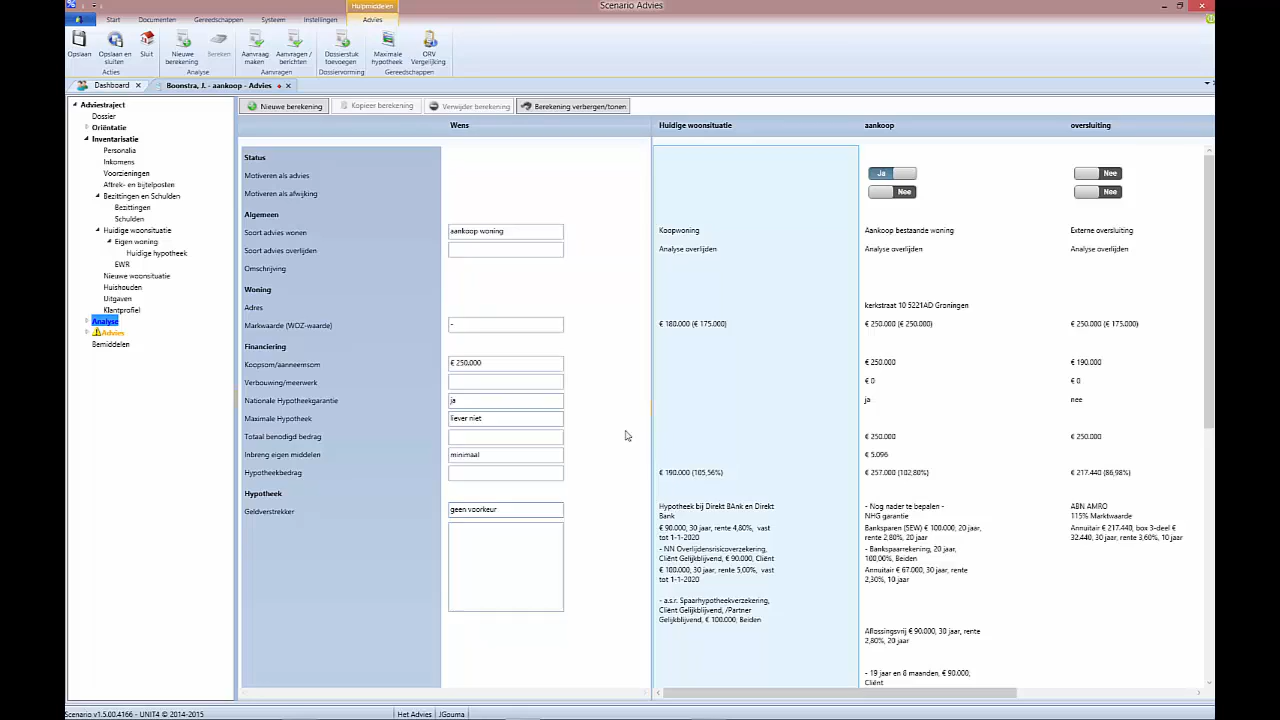 Scenario Advies
Hulpmiddelen
Start Documenten Gereedschappen Systeem Instellingen Advies
Opslaan Opslaan en sluiten Sluit Nieuwe berekening Bereken Aanvraag maken Aanvragen / berichten Dossierstuk toevoegen Maximale hypotheek ORV Vergelijking
Acties Analyse Aanvragen Dossiervorming Gereedschappen
Dashboard Boonstra, J. - aankoop - Advies
Adviestraject
Dossier
Oriëntatie
Inventarisatie
Personalia
Inkomens
Voorzieningen
Aftrek- en bijtelposten
Bezittingen en Schulden
Bezittingen
Schulden
Huidige woonsituatie
Eigen woning
Huidige hypotheek
EWR
Nieuwe woonsituatie
Huishouden
Uitgaven
Klantprofiel
Analyse
Advies
Bemiddelen
Nieuwe berekening Kopieer berekening Verwijder berekening Berekening verbergen/tonen
Wens Huidige woonsituatie aankoop oversluiting
Status
Motiveren als advies Ja Nee
Motiveren als afwijking Nee Nee
Algemeen
Soort advies wonen aankoop woning Koopwoning Aankoop bestaande woning Externe oversluiting
Soort advies overlijden Analyse overlijden Analyse overlijden Analyse overlijden
Omschrijving
Woning
Adres kerkstraat 10 5221AD Groningen
Markwaarde (WOZ-waarde) - € 180.000 (€ 175.000) € 250.000 (€ 250.000) € 250.000 (€ 175.000)
Financiering
Koopsom/aanneemsom € 250.000 € 250.000 € 190.000
Verbouwing/meerwerk € 0 € 0
Nationale Hypotheekgarantie ja ja nee
Maximale Hypotheek liever niet
Totaal benodigd bedrag € 250.000 € 250.000
Inbreng eigen middelen minimaal € 5.096
Hypotheekbedrag € 190.000 (105,56%) € 257.000 (102,80%) € 217.440 (86,98%)
Hypotheek
Geldverstrekker geen voorkeur
Hypotheek bij Direkt BAnk en Direkt
Bank
€ 90.000, 30 jaar, rente 4,80%, vast
tot 1-1-2020
- NN Overlijdensrisicoverzekering,
Cliënt Gelijkblijvend, € 90.000, Cliënt
€ 100.000, 30 jaar, rente 5,00%, vast
tot 1-1-2020
- a.s.r. Spaarhypotheekverzekering,
Cliënt Gelijkblijvend, /Partner
Gelijkblijvend, € 100.000, Beiden
- Nog nader te bepalen -
NHG garantie
Banksparen (SEW) € 100.000, 20 jaar,
rente 2,80%, 20 jaar
- Bankspaarrekening, 20 jaar,
100,00%, Beiden
Annuitair € 67.000, 30 jaar, rente
2,30%, 10 jaar
Aflossingsvrij € 90.000, 30 jaar, rente
2,80%, 20 jaar
- 19 jaar en 8 maanden, € 90.000,
Cliënt
ABN AMRO
115% Marktwaarde
Annuitair € 217.440, box 3-deel €
32.440, 30 jaar, rente 3,60%, 10 jaar
Scenario v1.5.00.4166 - UNIT4 © 2014-2015 Het Advies JGouma